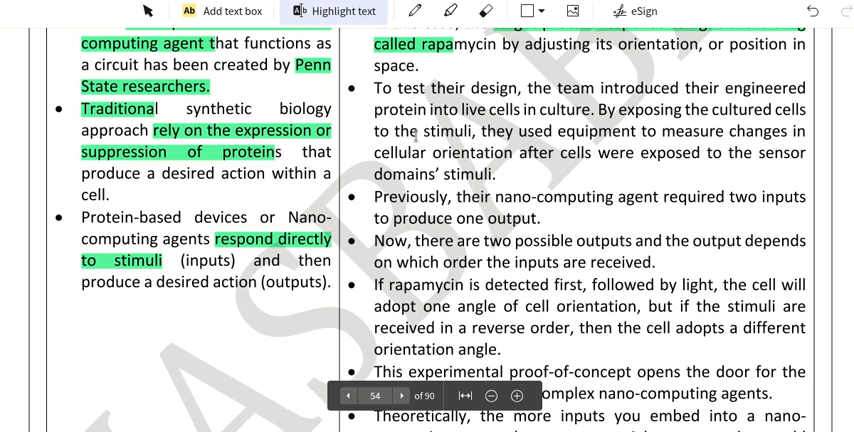 Add text box
Highlight text
eSign
computing agent that functions as
a circuit has been created by Penn
State researchers.
• Traditional synthetic biology
approach rely on the expression or
suppression of proteins that
produce a desired action within a
cell.
• Protein-based devices or Nano-
computing agents respond directly
to stimuli (inputs) and then
produce a desired action (outputs).
called rapamycin by adjusting its orientation, or position in
space.
• To test their design, the team introduced their engineered
protein into live cells in culture. By exposing the cultured cells
to the stimuli, they used equipment to measure changes in
cellular orientation after cells were exposed to the sensor
domains’ stimuli.
• Previously, their nano-computing agent required two inputs
to produce one output.
• Now, there are two possible outputs and the output depends
on which order the inputs are received.
• If rapamycin is detected first, followed by light, the cell will
adopt one angle of cell orientation, but if the stimuli are
received in a reverse order, then the cell adopts a different
orientation angle.
• This experimental proof-of-concept opens the door for the
omplex nano-computing agents.
• Theoretically, the more inputs you embed into a nano-
54 of 90